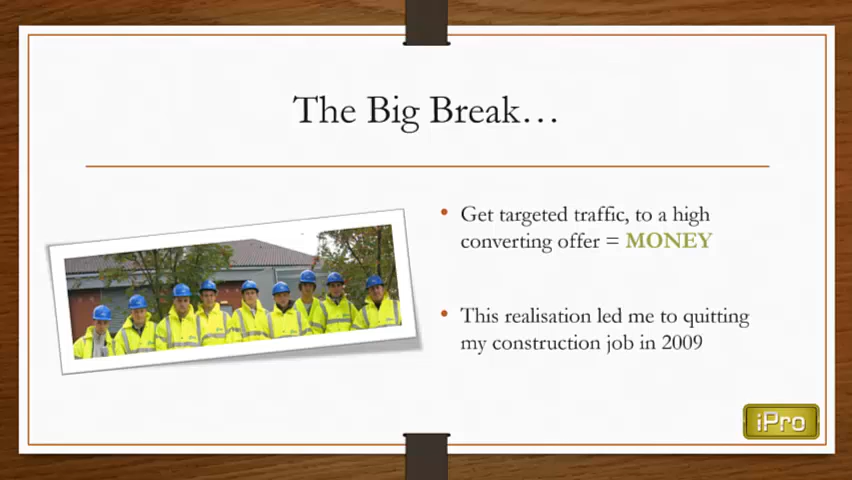 The Big Break…
• Get targeted traffic, to a high
converting offer = MONEY
• This realisation led me to quitting
my construction job in 2009
iPro